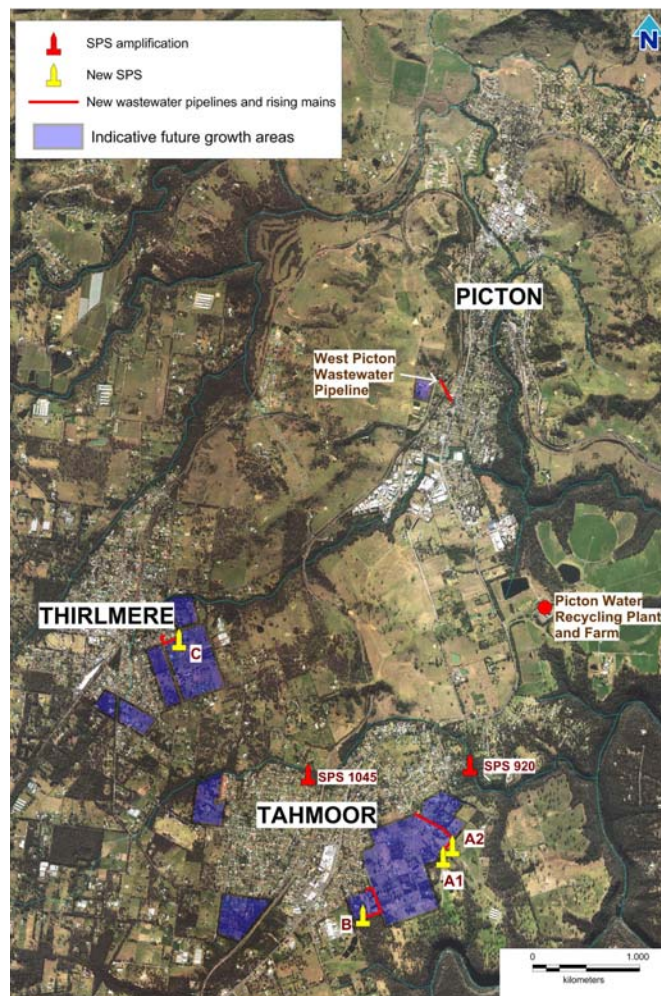 SPS amplification
New SPS
New wastewater pipelines and rising mains
Indicative future growth areas
N
PICTON
West Picton
Wastewater
Pipeline
THIRLMERE
C
Picton Water
Recycling Plant
and Farm
SPS 1045
SPS 920
TAHMOOR
A2
A1
B
0 1.000
kilometers